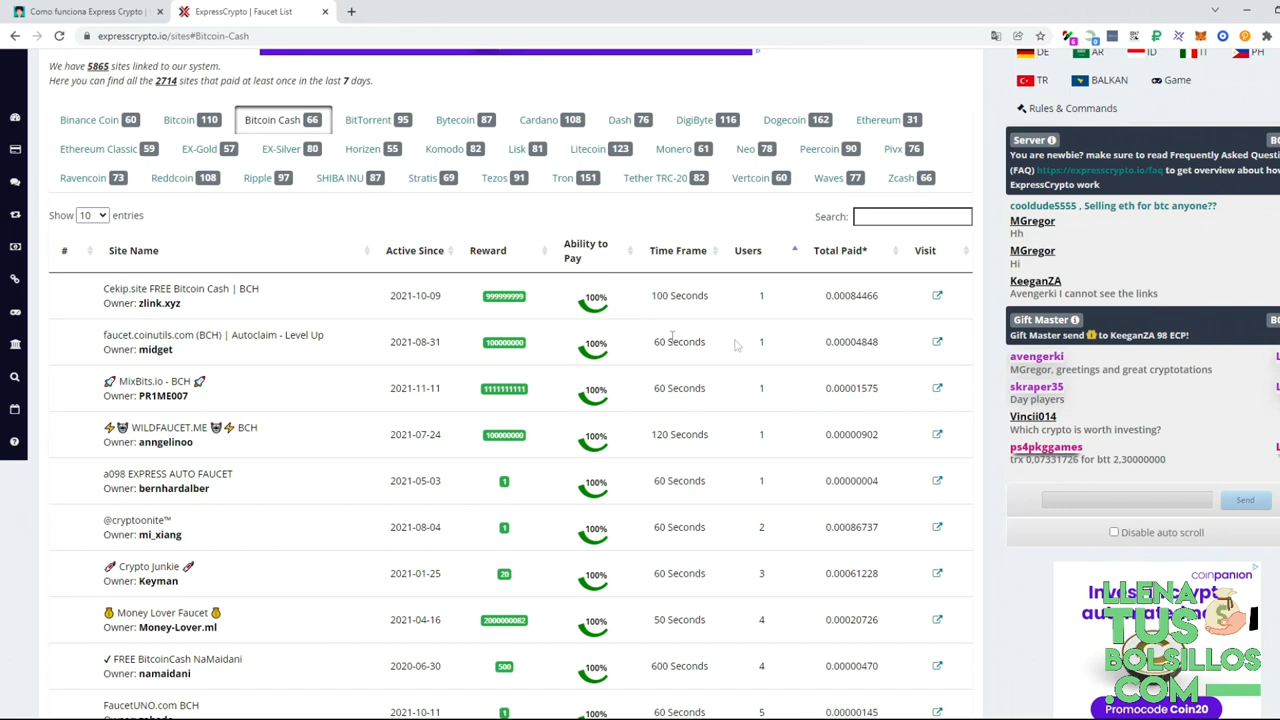 Como funciona Express Crypto |
ExpressCrypto | Faucet List
expresscrypto.io/sites#Bitcoin-Cash
We have 5865 sites linked to our system.
Here you can find all the 2714 sites that paid at least once in the last 7 days.
Binance Coin 60 Bitcoin 110 Bitcoin Cash 66 BitTorrent 95 Bytecoin 87 Cardano 108 Dash 76 DigiByte 116 Dogecoin 162 Ethereum 31
Ethereum Classic 59 EX-Gold 57 EX-Silver 80 Horizen 55 Komodo 82 Lisk 81 Litecoin 123 Monero 61 Neo 78 Peercoin 90 Pivx 76
Ravencoin 73 Reddcoin 108 Ripple 97 SHIBA INU 87 Stratis 69 Tezos 91 Tron 151 Tether TRC-20 82 Vertcoin 60 Waves 77 Zcash 66
Show 10 entries
Search:
# Site Name Active Since Reward Ability to Pay Time Frame Users Total Paid* Visit
Cekip.site FREE Bitcoin Cash | BCH
Owner: zlink.xyz
2021-10-09 999999999 100% 100 Seconds 1 0.00084466
faucet.coinutils.com (BCH) | Autoclaim - Level Up
Owner: midget
2021-08-31 100000000 100% 60 Seconds 1 0.00004848
🚀 MixBits.io - BCH 🚀
Owner: PR1ME007
2021-11-11 1111111111 100% 60 Seconds 1 0.00001575
⚡🐺 WILDFAUCET.ME 🐺⚡ BCH
Owner: anngelinoo
2021-07-24 100000000 100% 120 Seconds 1 0.00000902
a098 EXPRESS AUTO FAUCET
Owner: bernhardalber
2021-05-03 1 100% 60 Seconds 1 0.00000004
@cryptoonite™
Owner: mi_xiang
2021-08-04 1 100% 60 Seconds 2 0.00086737
🚀 Crypto Junkie 🚀
Owner: Keyman
2021-01-25 20 100% 60 Seconds 3 0.00061228
💰 Money Lover Faucet 💰
Owner: Money-Lover.ml
2021-04-16 2000000082 100% 50 Seconds 4 0.00020726
✓ FREE BitcoinCash NaMaidani
Owner: namaidani
2020-06-30 500 100% 600 Seconds 4 0.00000470
FaucetUNO.com BCH
2021-10-11 1 100% 60 Seconds 5 0.00000145
DE AR ID IT PH
TR BALKAN Game
Rules & Commands
Server
You are newbie? make sure to read Frequently Asked Question
(FAQ) https://expresscrypto.io/faq to get overview about how
ExpressCrypto work
cooldude5555 , Selling eth for btc anyone??
MGregor
Hh
MGregor
Hi
KeeganZA
Avengerki I cannot see the links
Gift Master
Gift Master send 🎁 to KeeganZA 98 ECP!
avengerki
MGregor, greetings and great cryptotations
skraper35
Day players
Vincii014
Which crypto is worth investing?
ps4pkggames
trx 0,07331726 for btt 2,30000000
Send
Disable auto scroll
coinpanion
LLENA
TUS
BOLSILLOS
.COM
Promocode Coin20